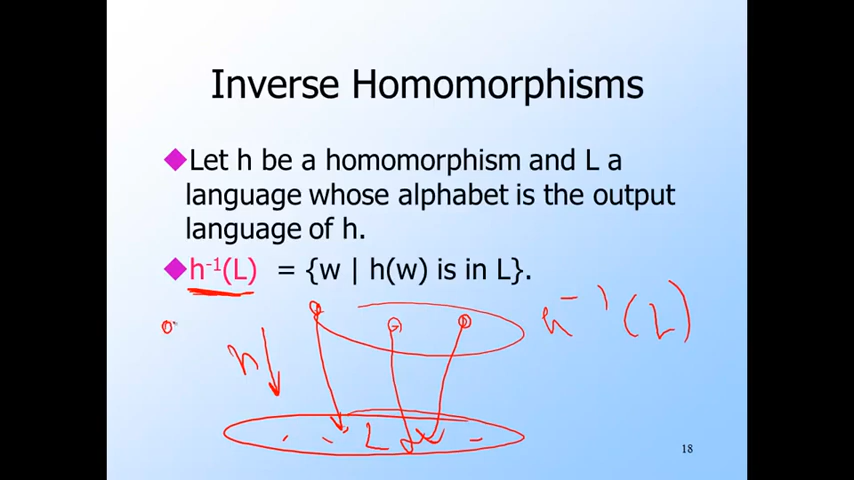 Inverse Homomorphisms
Let h be a homomorphism and L a
language whose alphabet is the output
language of h.
h⁻¹(L) = {w | h(w) is in L}.
h⁻¹(L)
h
L
18